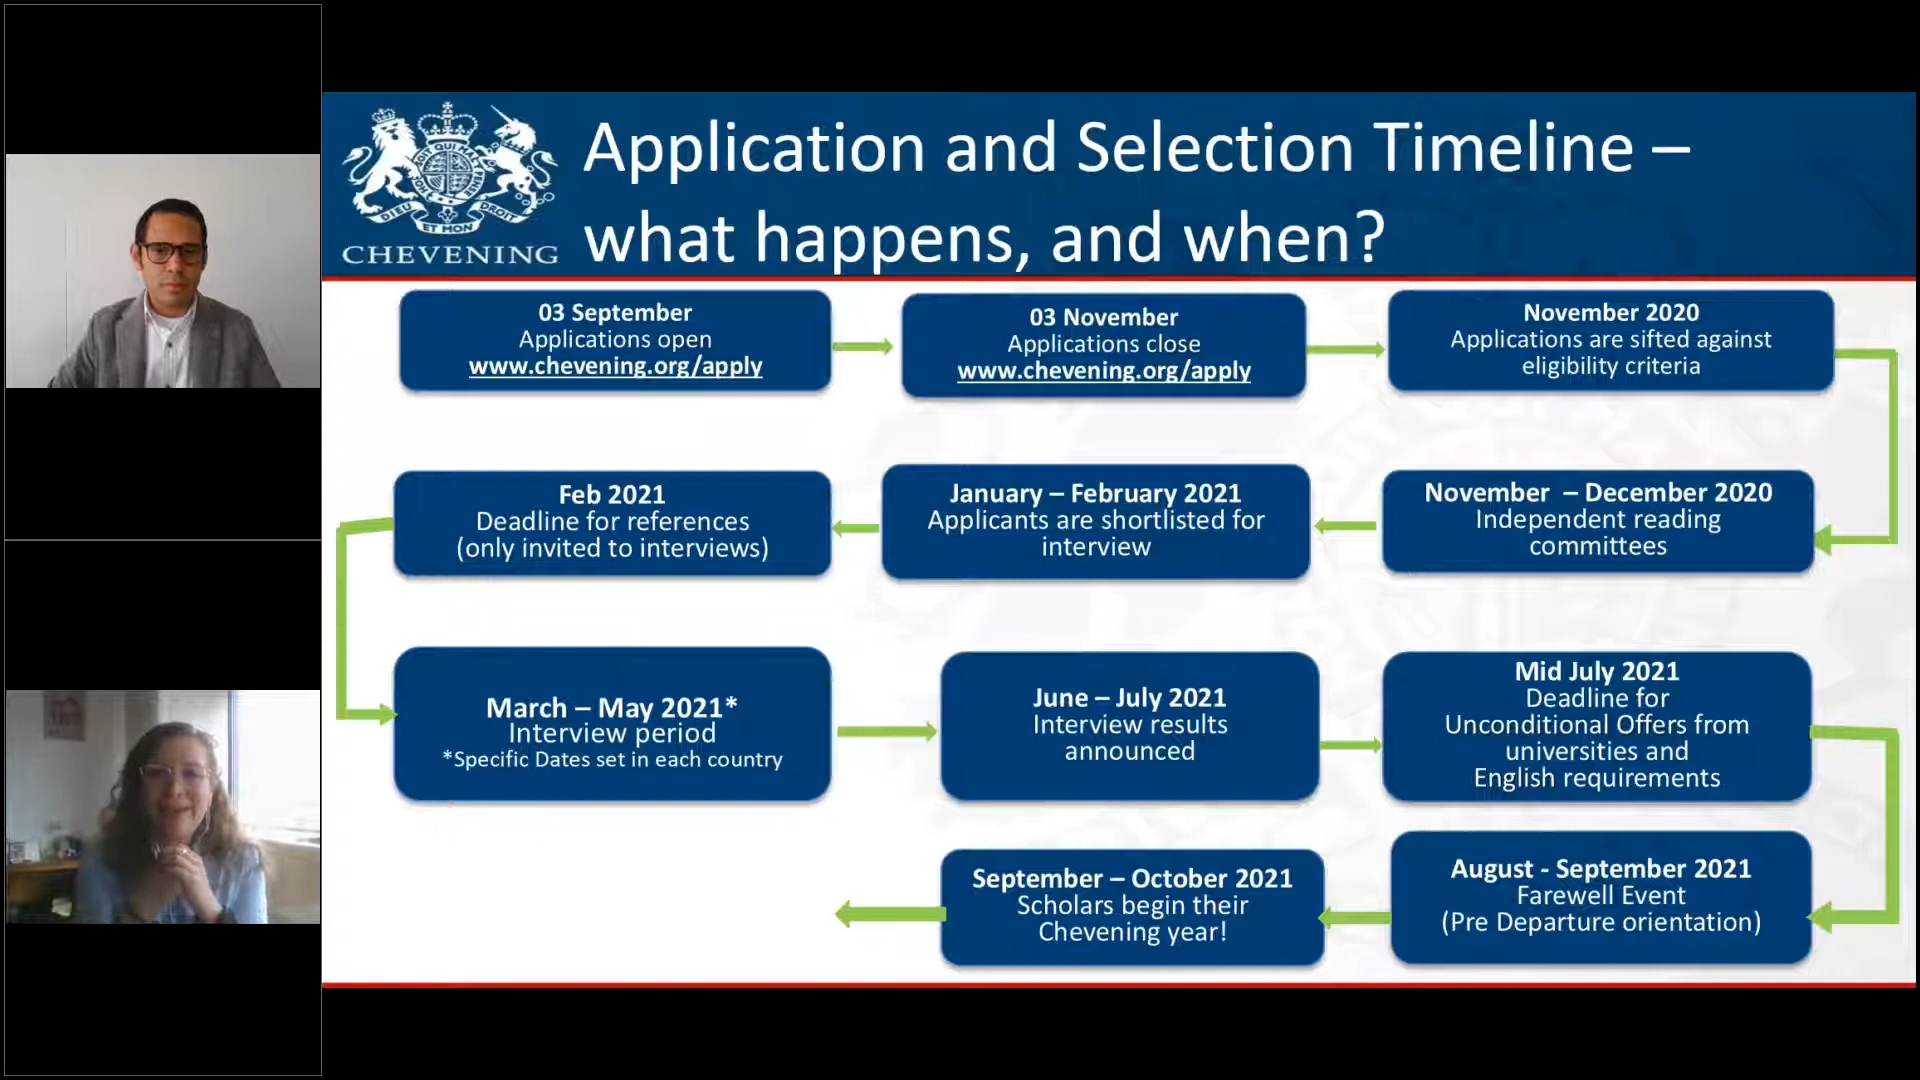 Application and Selection Timeline –
what happens, and when?
DIEU
ET MON
DROIT
CHEVENING
03 September
Applications open
www.chevening.org/apply
03 November
Applications close
www.chevening.org/apply
November 2020
Applications are sifted against
eligibility criteria
November – December 2020
Independent reading
committees
January – February 2021
Applicants are shortlisted for
interview
Feb 2021
Deadline for references
(only invited to interviews)
March – May 2021*
Interview period
*Specific Dates set in each country
June – July 2021
Interview results
announced
Mid July 2021
Deadline for
Unconditional Offers from
universities and
English requirements
August - September 2021
Farewell Event
(Pre Departure orientation)
September – October 2021
Scholars begin their
Chevening year!